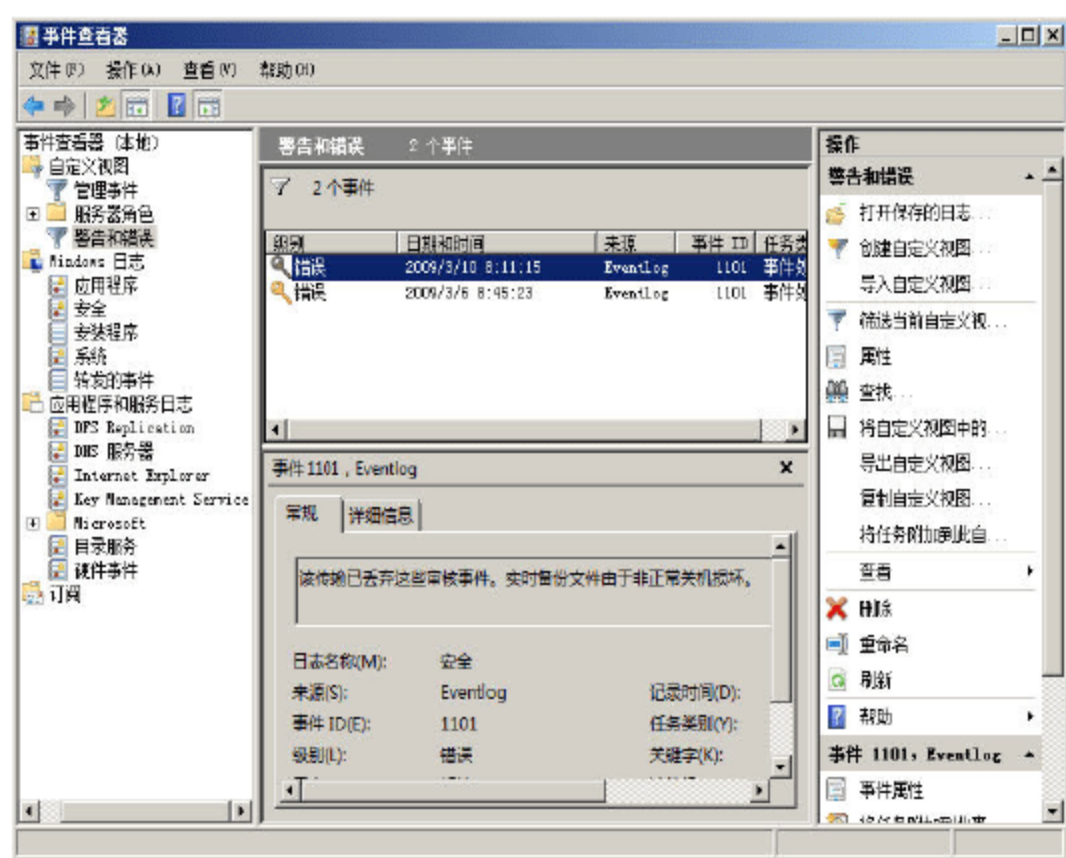 事件查看器
文件(F) 操作(A) 查看(V) 帮助(H)
事件查看器 (本地)
自定义视图
管理事件
服务器角色
警告和错误
Windows 日志
应用程序
安全
安装程序
系统
转发的事件
应用程序和服务日志
DFS Replication
DNS 服务器
Internet Explorer
Key Management Service
Microsoft
目录服务
硬件事件
订阅
警告和错误 2 个事件
2 个事件
级别 日期和时间 来源 事件 ID 任务类
错误 2009/3/10 8:11:15 Eventlog 1101 事件处
错误 2009/3/6 8:45:23 Eventlog 1101 事件处
事件 1101，Eventlog
常规 详细信息
该传输已丢弃这些审核事件。实时备份文件由于非正常关机损坏。
日志名称(M): 安全
来源(S): Eventlog 记录时间(D):
事件 ID(E): 1101 任务类别(Y):
级别(L): 错误 关键字(K):
操作
警告和错误
打开保存的日志...
创建自定义视图...
导入自定义视图...
筛选当前自定义视...
属性
查找...
将自定义视图中的...
导出自定义视图...
复制自定义视图...
将任务附加到此自...
查看
删除
重命名
刷新
帮助
事件 1101，Eventlog
事件属性